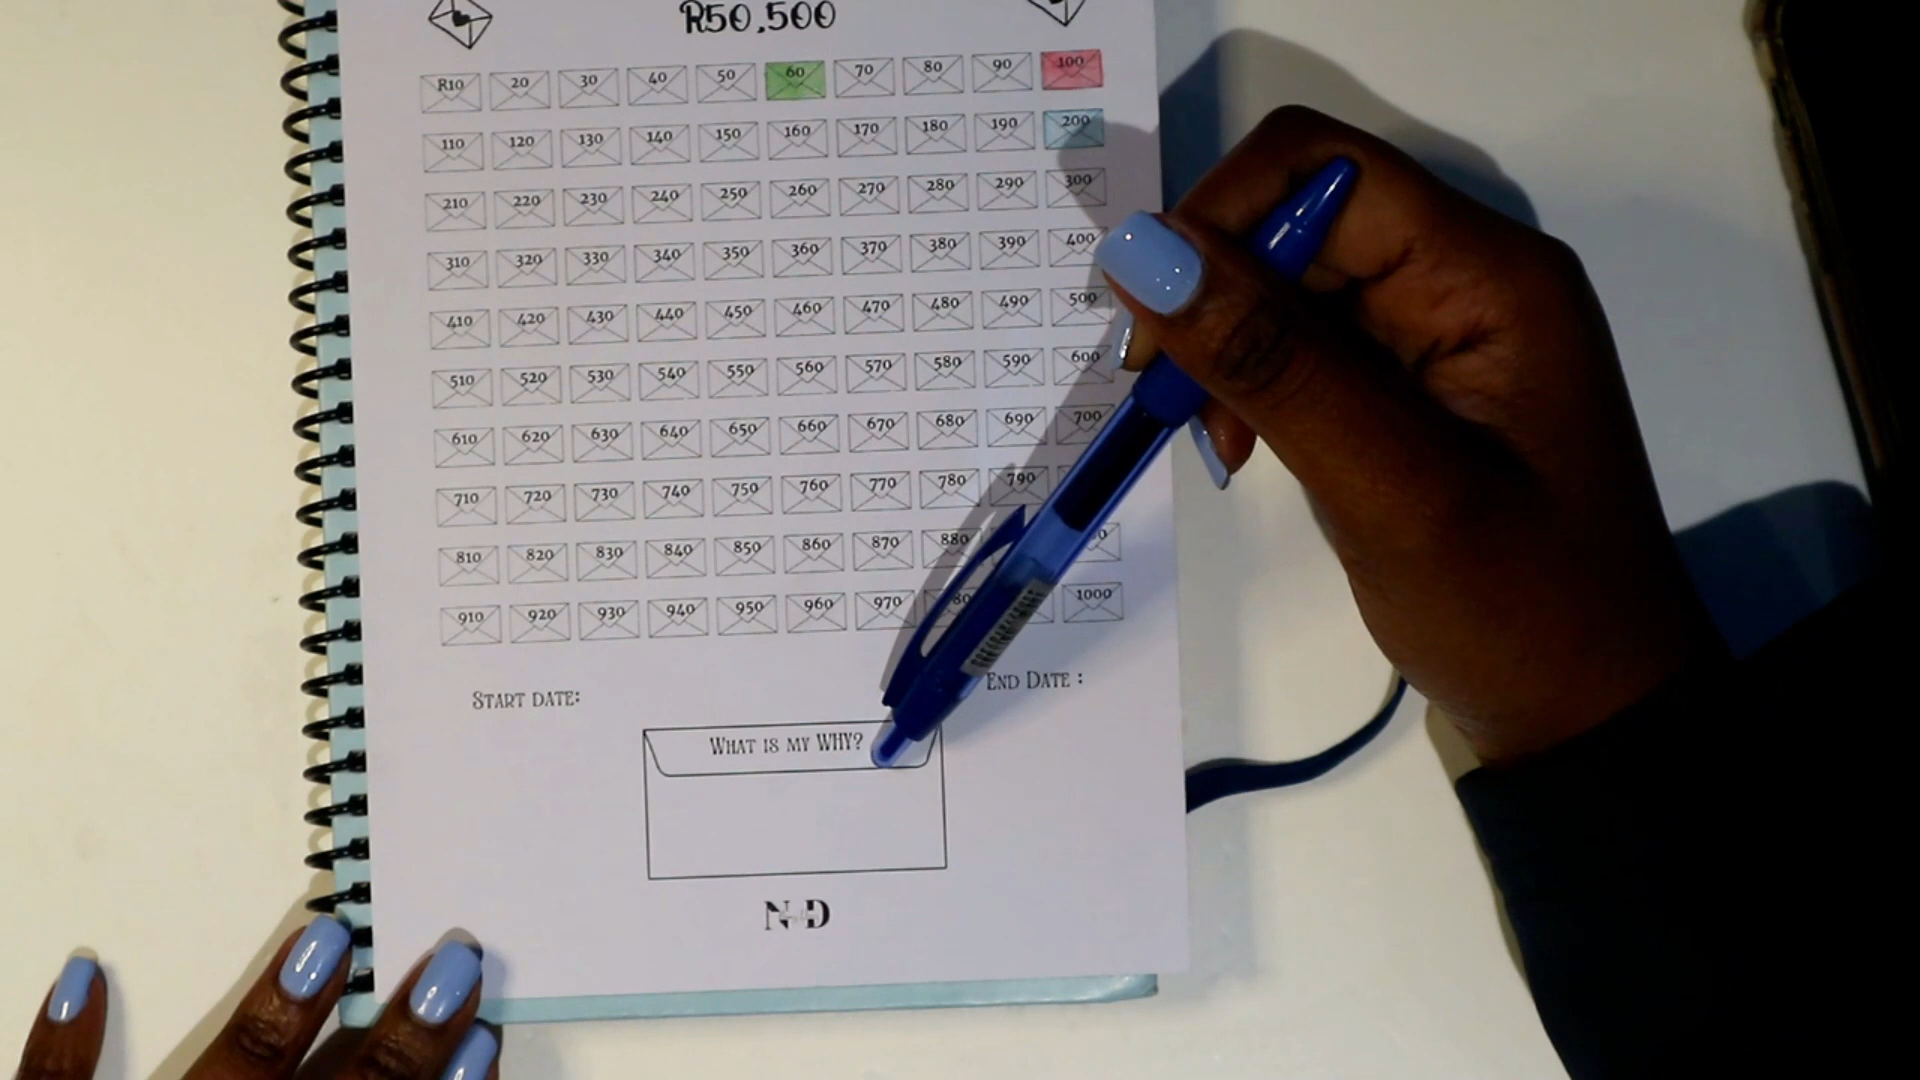 R50,500
R10 20 30 40 50 60 70 80 90 100
110 120 130 140 150 160 170 180 190 200
210 220 230 240 250 260 270 280 290 300
310 320 330 340 350 360 370 380 390 400
410 420 430 440 450 460 470 480 490 500
510 520 530 540 550 560 570 580 590 600
610 620 630 640 650 660 670 680 690 700
710 720 730 740 750 760 770 780 790
810 820 830 840 850 860 870 880
910 920 930 940 950 960 970 1000
START DATE: END DATE :
WHAT IS MY WHY?
N D